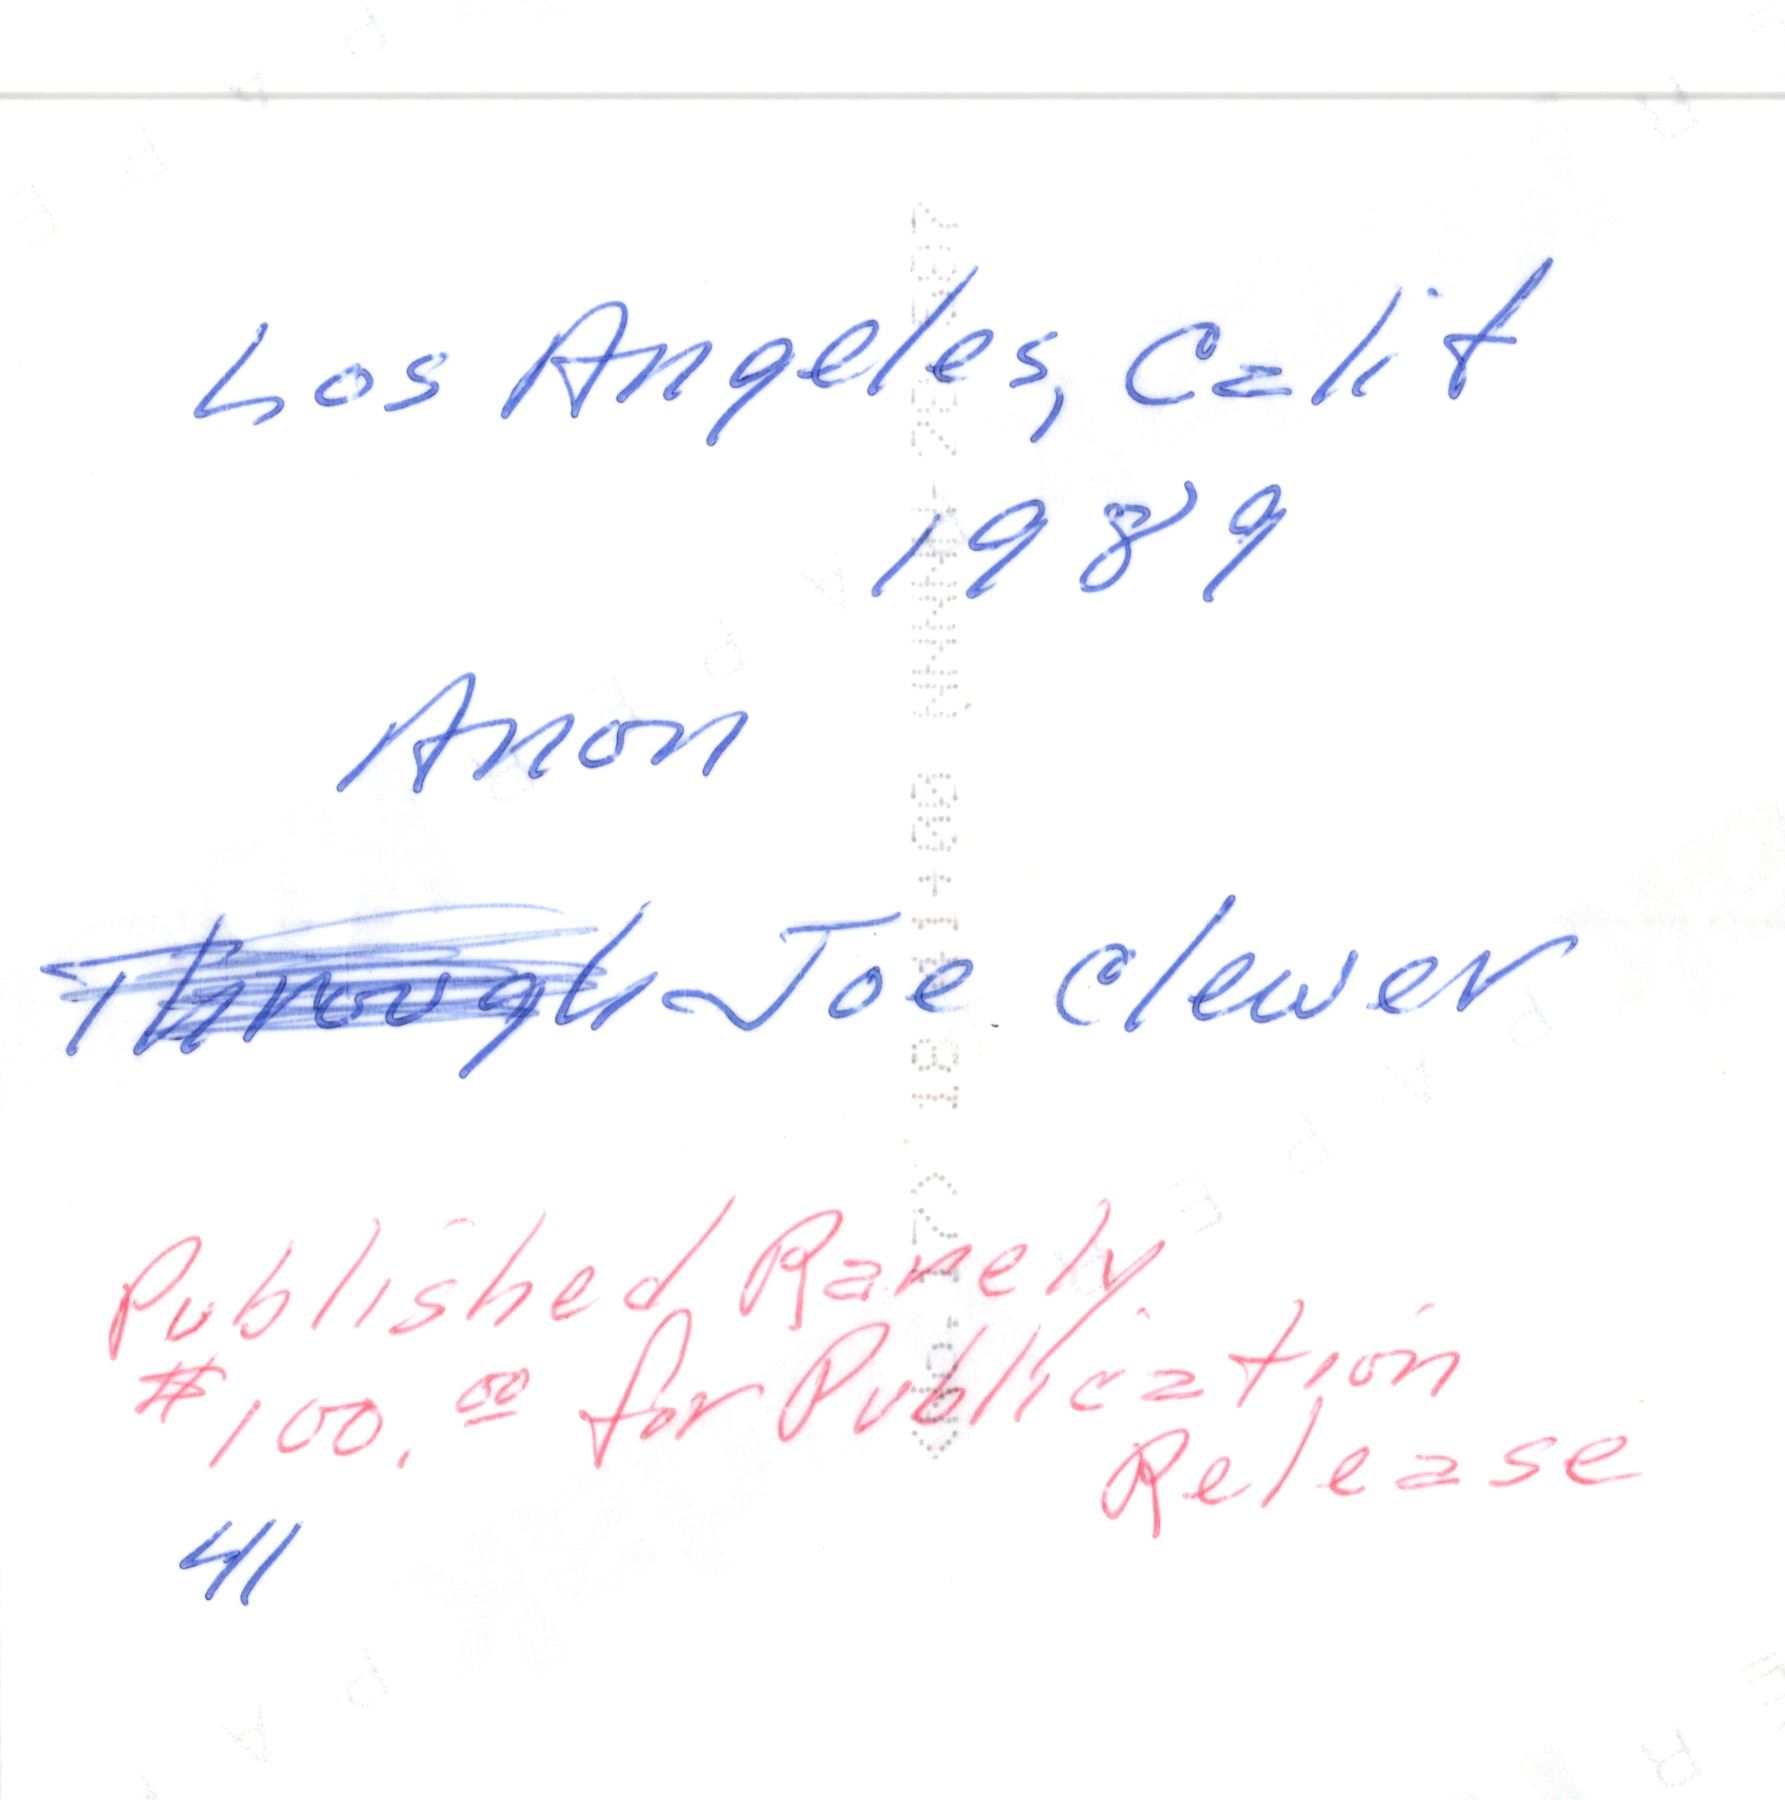 Los Angeles, Calif
1989
Anon
Through Joe Clewer
Published Rarely
$100.00 for Publication
Release
41